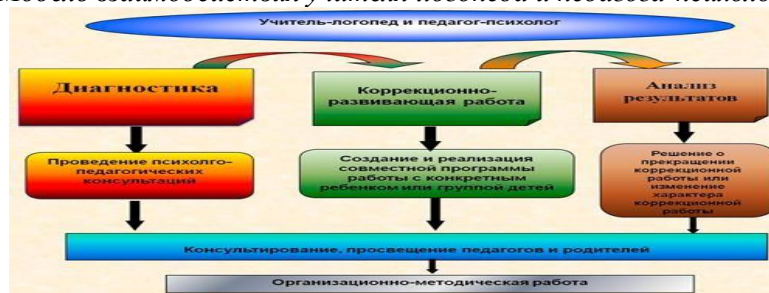 Учитель-логопед и педагог-психолог
Диагностика
Коррекционно-
развивающая работа
Анализ
результатов
Проведение психолго-
педагогических
консультаций
Создание и реализация
совместной программы
работы с конкретным
ребенком или группой детей
Решение о
прекращении
коррекционной
работы или
изменение
характера
коррекционной
работы
Консультирование, просвещение педагогов и родителей
Организационно-методическая работа